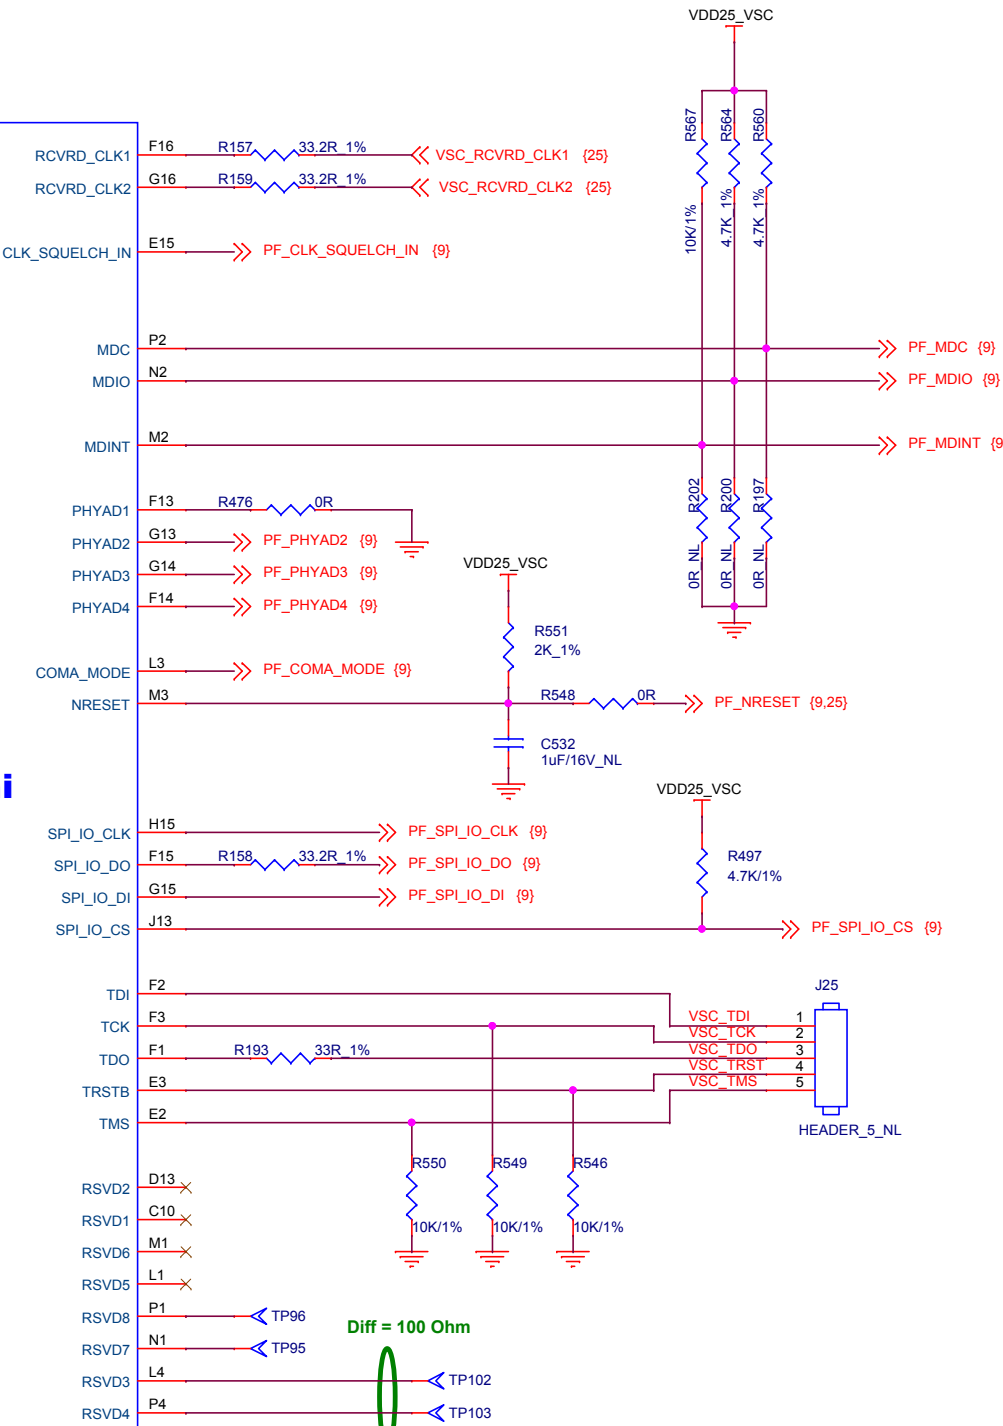 VDD25_VSC
R567
R564
R560
10K/1%
4.7K_1%
4.7K_1%
RCVRD_CLK1 F16 R157 33.2R_1% VSC_RCVRD_CLK1 {25}
RCVRD_CLK2 G16 R159 33.2R_1% VSC_RCVRD_CLK2 {25}
CLK_SQUELCH_IN E15 PF_CLK_SQUELCH_IN {9}
MDC P2 PF_MDC {9}
MDIO N2 PF_MDIO {9}
MDINT M2 PF_MDINT {9
R202
R200
R197
0R_NL
0R_NL
0R_NL
PHYAD1 F13 R476 0R
PHYAD2 G13 PF_PHYAD2 {9}
PHYAD3 G14 PF_PHYAD3 {9}
PHYAD4 F14 PF_PHYAD4 {9}
VDD25_VSC
R551
2K_1%
COMA_MODE L3 PF_COMA_MODE {9}
NRESET M3 R548 0R PF_NRESET {9,25}
C532
1uF/16V_NL
i
VDD25_VSC
SPI_IO_CLK H15 PF_SPI_IO_CLK {9}
SPI_IO_DO F15 R158 33.2R_1% PF_SPI_IO_DO {9}
R497
4.7K/1%
SPI_IO_DI G15 PF_SPI_IO_DI {9}
SPI_IO_CS J13 PF_SPI_IO_CS {9}
J25
TDI F2 VSC_TDI 1
TCK F3 VSC_TCK 2
TDO F1 R193 33R_1% VSC_TDO 3
TRSTB E3 VSC_TRST 4
TMS E2 VSC_TMS 5
HEADER_5_NL
R550 R549 R546
10K/1% 10K/1% 10K/1%
RSVD2 D13
RSVD1 C10
RSVD6 M1
RSVD5 L1
RSVD8 P1 TP96
Diff = 100 Ohm
RSVD7 N1 TP95
RSVD3 L4 TP102
RSVD4 P4 TP103